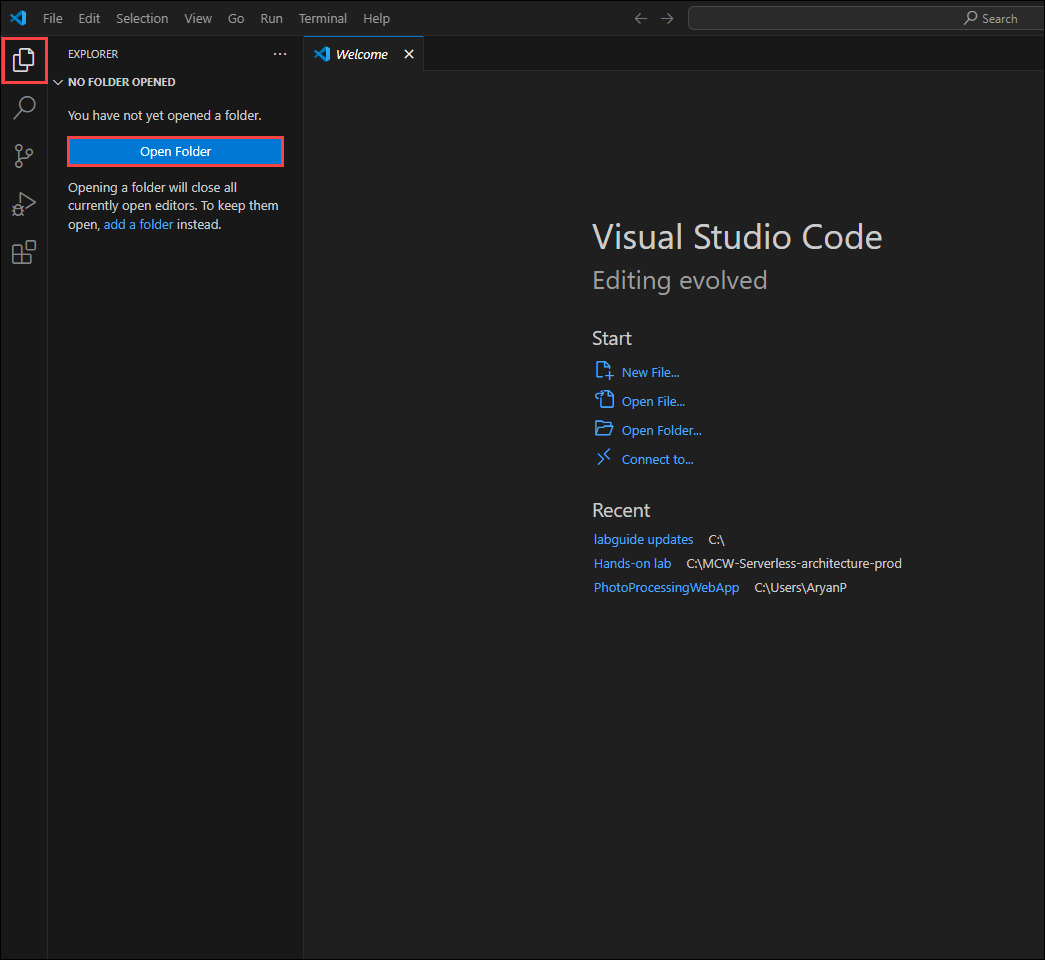 File Edit Selection View Go Run Terminal Help Search
EXPLORER
Welcome
NO FOLDER OPENED
You have not yet opened a folder.
Open Folder
Opening a folder will close all
currently open editors. To keep them
open, add a folder instead.
Visual Studio Code
Editing evolved
Start
New File...
Open File...
Open Folder...
Connect to...
Recent
labguide updates C:\
Hands-on lab C:\MCW-Serverless-architecture-prod
PhotoProcessingWebApp C:\Users\AryanP